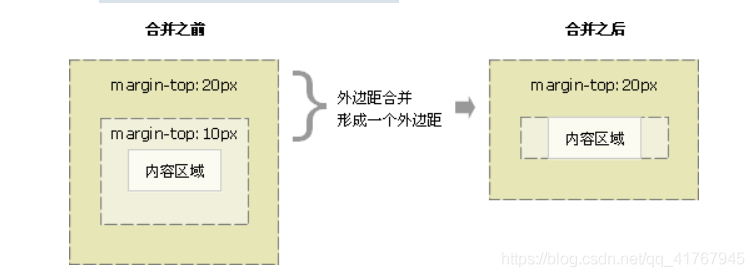 合并之前
合并之后
margin-top: 20px
margin-top: 10px
内容区域
外边距合并
形成一个外边距
margin-top: 20px
内容区域
https://blog.csdn.net/qq_41767945